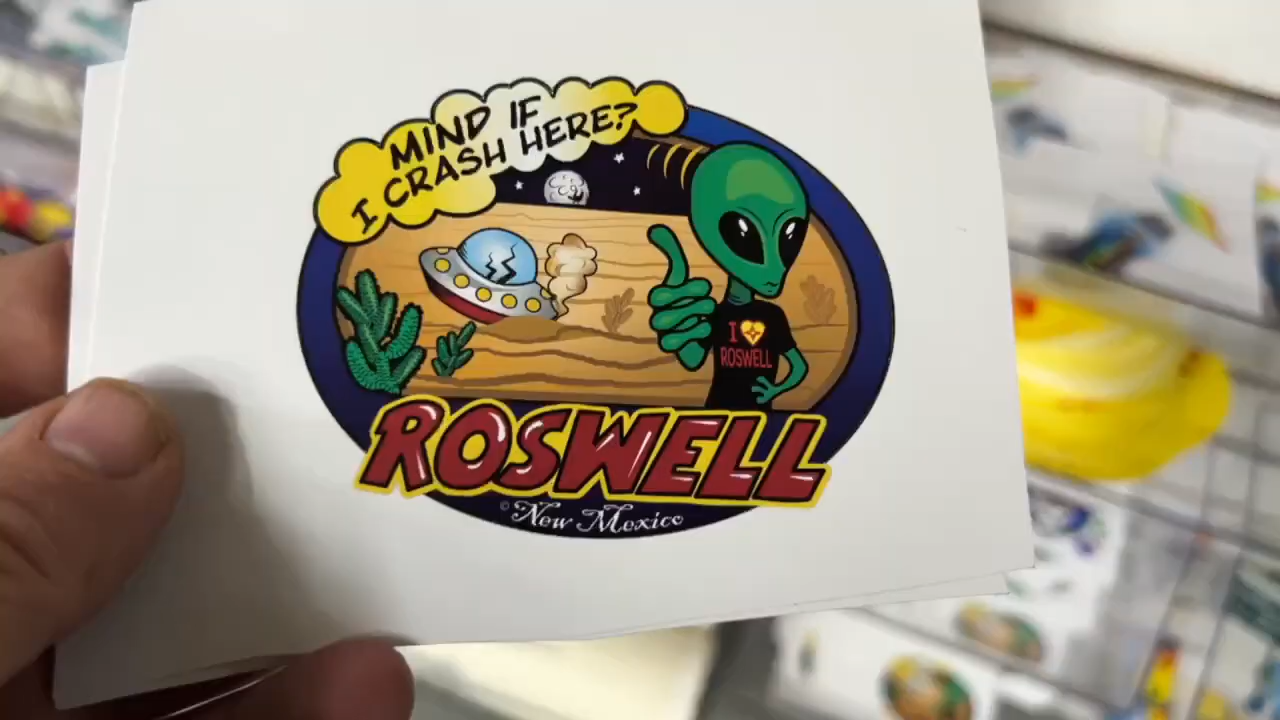 MIND IF
I CRASH HERE?
I
ROSWELL
ROSWELL
© New Mexico